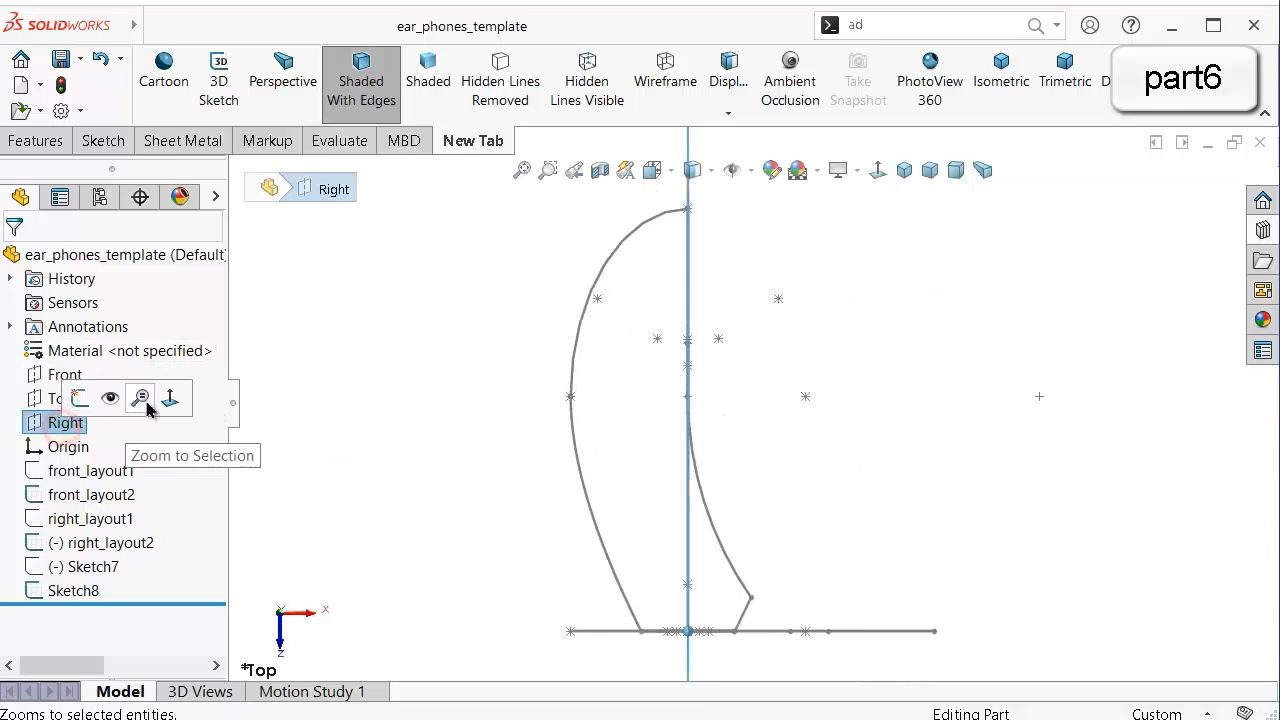 SOLIDWORKS
ear_phones_template
ad
Cartoon
3D Sketch
Perspective
Shaded With Edges
Shaded
Hidden Lines Removed
Hidden Lines Visible
Wireframe
Displ...
Ambient Occlusion
Take Snapshot
PhotoView 360
Isometric
Trimetric
D
part6
Features
Sketch
Sheet Metal
Markup
Evaluate
MBD
New Tab
Right
ear_phones_template (Default)
History
Sensors
Annotations
Material <not specified>
Front
To
Right
Zoom to Selection
Origin
front_layout1
front_layout2
right_layout1
(-) right_layout2
(-) Sketch7
Sketch8
Y
X
Z
*Top
Model
3D Views
Motion Study 1
Zooms to selected entities.
Editing Part
Custom